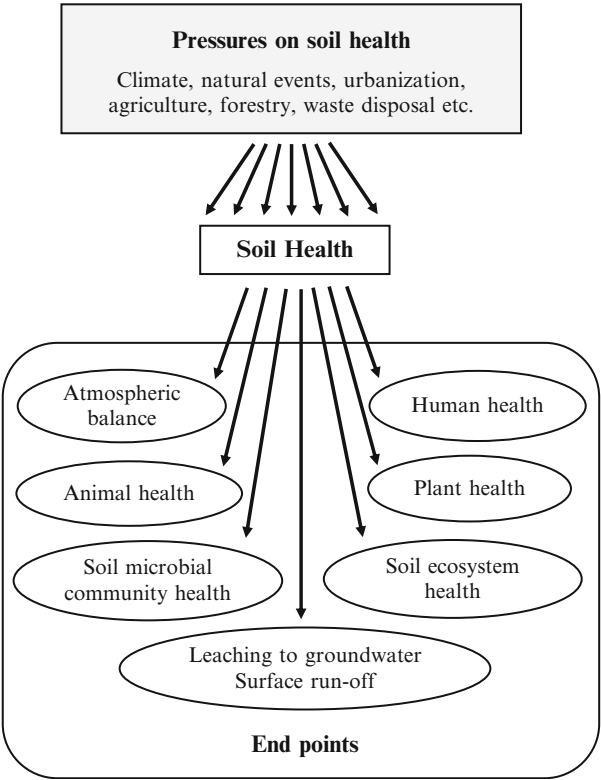 Pressures on soil health
Climate, natural events, urbanization,
agriculture, forestry, waste disposal etc.
Soil Health
Atmospheric
balance
Human health
Animal health
Plant health
Soil microbial
community health
Soil ecosystem
health
Leaching to groundwater
Surface run-off
End points